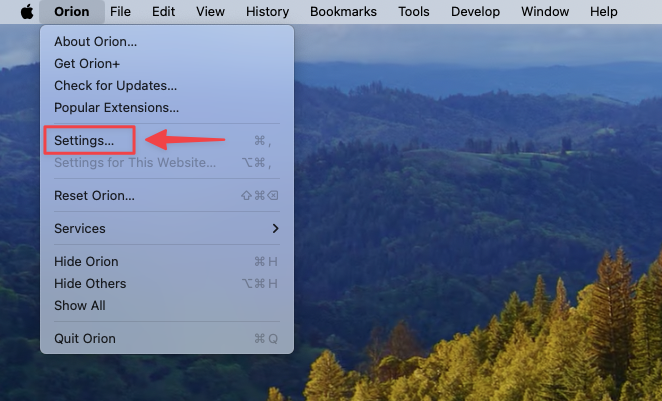 Orion File Edit View History Bookmarks Tools Develop Window Help
About Orion...
Get Orion+
Check for Updates...
Popular Extensions...
Settings... ⌘ ,
Settings for This Website... ⌥⌘ ,
Reset Orion... ⇧⌘⌫
Services
Hide Orion ⌘ H
Hide Others ⌥⌘ H
Show All
Quit Orion ⌘ Q